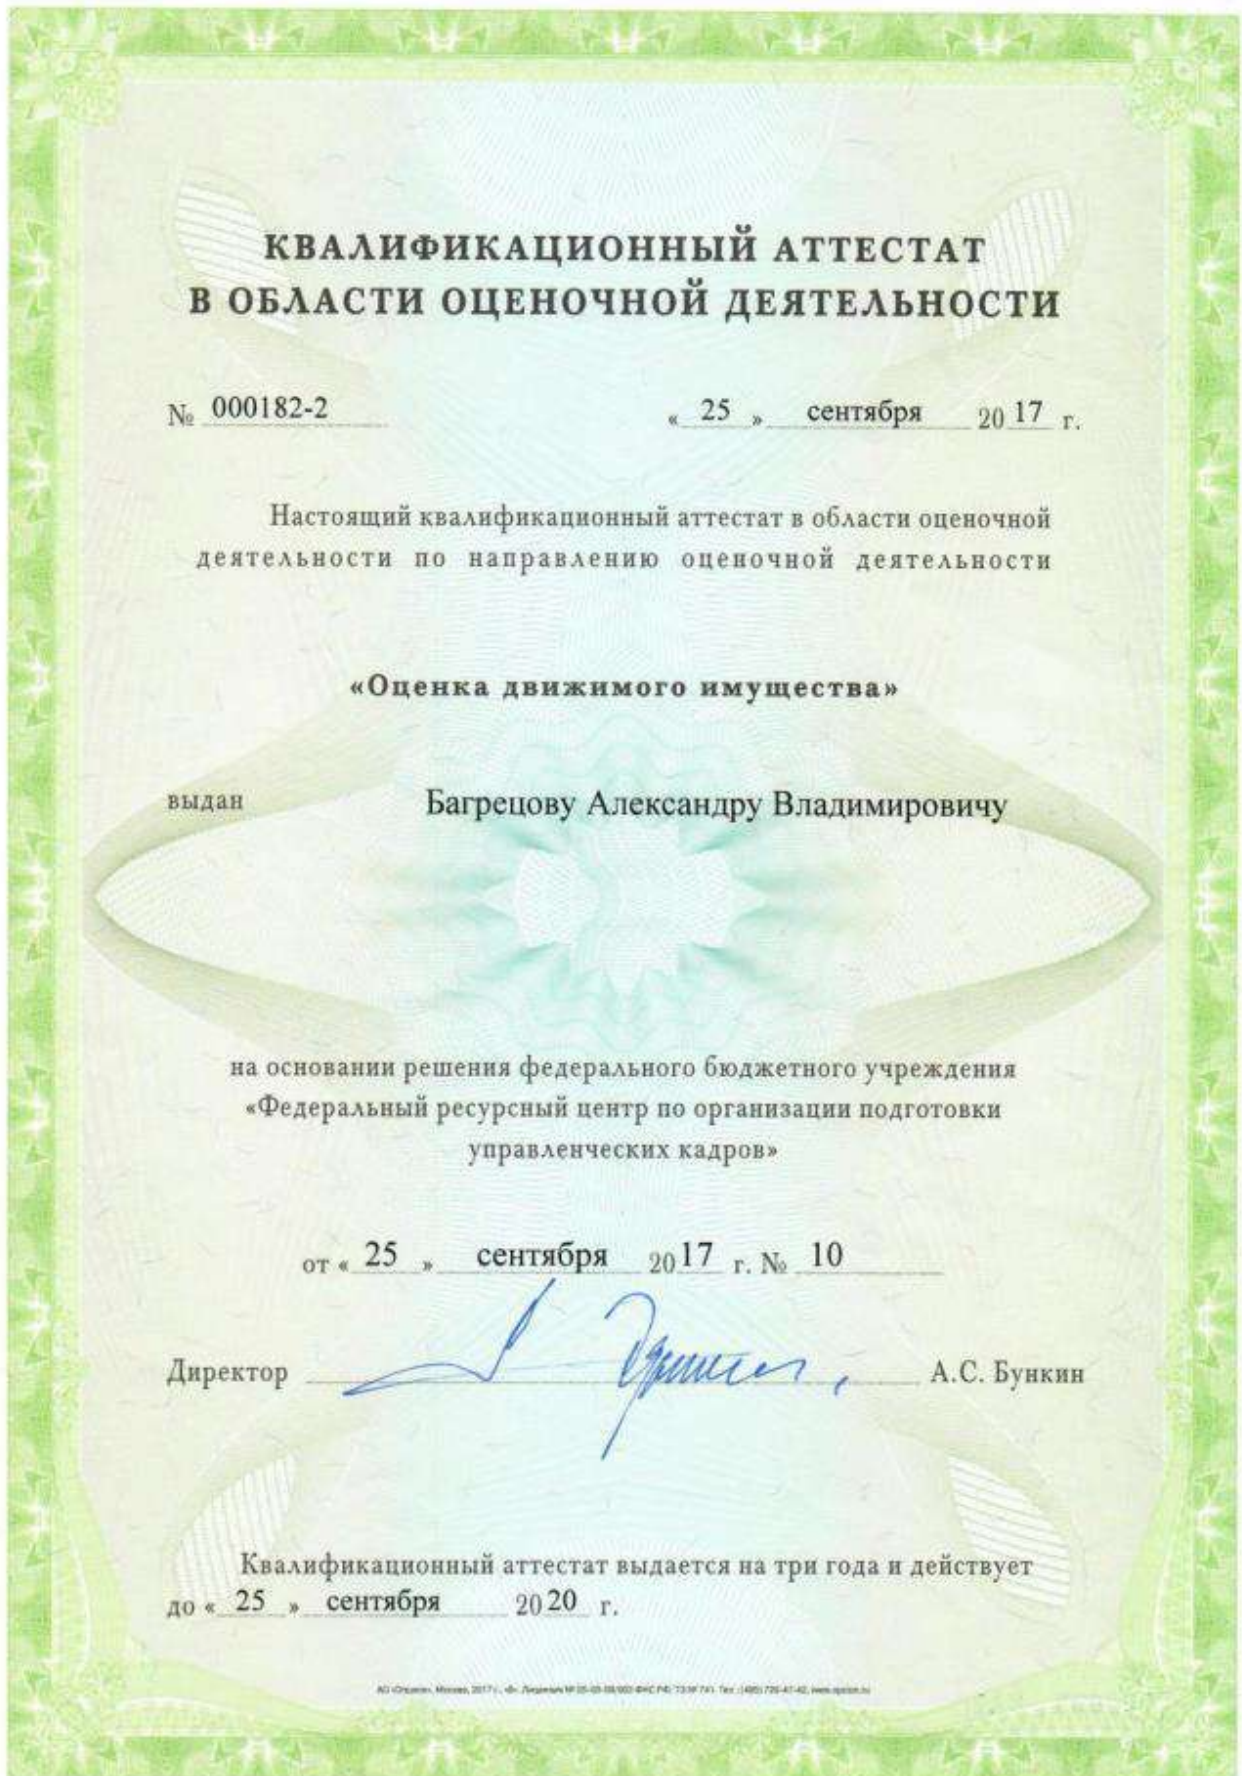 КВАЛИФИКАЦИОННЫЙ АТТЕСТАТ
В ОБЛАСТИ ОЦЕНОЧНОЙ ДЕЯТЕЛЬНОСТИ
№ 000182-2 « 25 » сентября 2017 г.
Настоящий квалификационный аттестат в области оценочной
деятельности по направлению оценочной деятельности
«Оценка движимого имущества»
выдан Багрецову Александру Владимировичу
на основании решения федерального бюджетного учреждения
«Федеральный ресурсный центр по организации подготовки
управленческих кадров»
от « 25 » сентября 2017 г. № 10
Директор А.С. Бункин
Квалификационный аттестат выдается на три года и действует
до « 25 » сентября 2020 г.
Москва, 2017 г., «В».